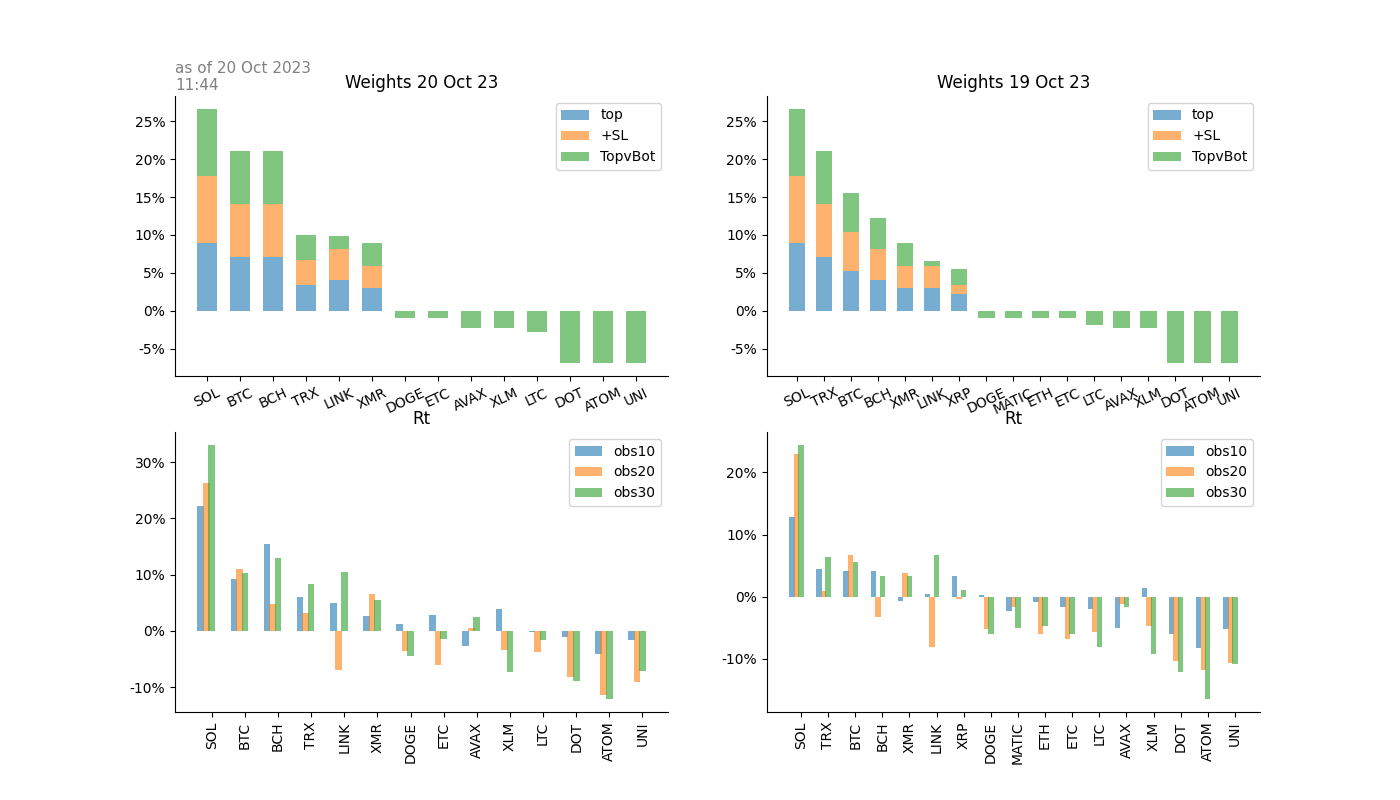 as of 20 Oct 2023
11:44
Weights 20 Oct 23
25%
20%
15%
10%
5%
0%
-5%
top
+SL
TopvBot
SOL BTC BCH TRX LINK XMR DOGE ETC AVAX XLM LTC DOT ATOM UNI
Weights 19 Oct 23
25%
20%
15%
10%
5%
0%
-5%
top
+SL
TopvBot
SOL TRX BTC BCH XMR LINK XRP DOGE MATIC ETH ETC LTC AVAX XLM DOT ATOM UNI
Rt
30%
20%
10%
0%
-10%
obs10
obs20
obs30
SOL BTC BCH TRX LINK XMR DOGE ETC AVAX XLM LTC DOT ATOM UNI
Rt
20%
10%
0%
-10%
obs10
obs20
obs30
SOL TRX BTC BCH XMR LINK XRP DOGE MATIC ETH ETC LTC AVAX XLM DOT ATOM UNI